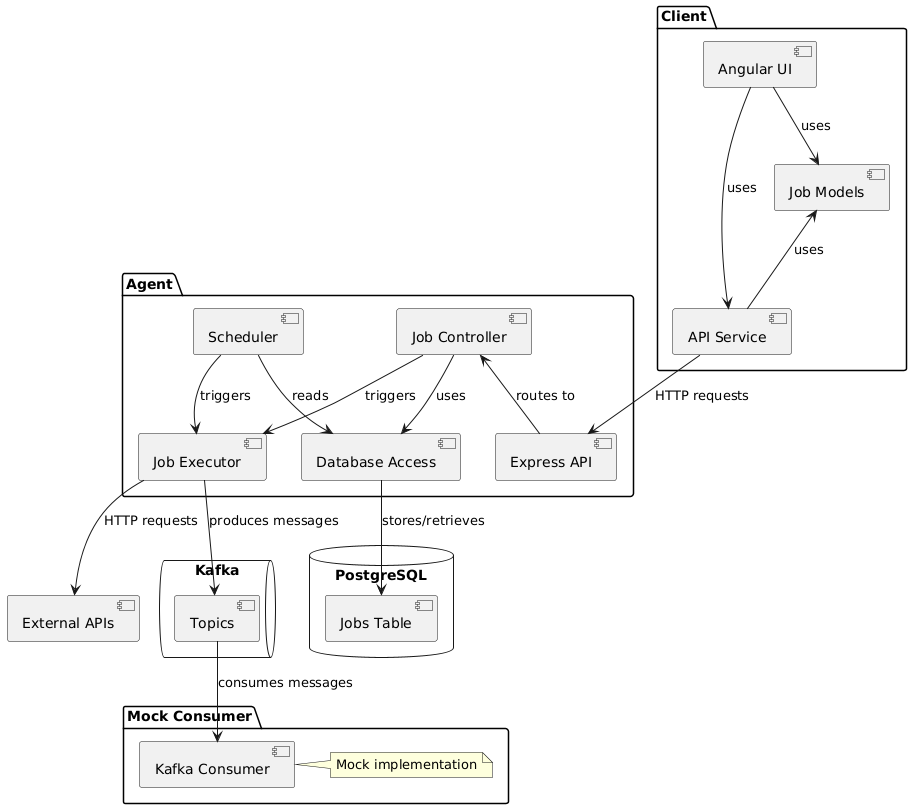 Client
Angular UI
uses
Job Models
uses
uses
API Service
Agent
Scheduler
Job Controller
triggers
reads
triggers
uses
routes to
HTTP requests
Job Executor
Database Access
Express API
HTTP requests
produces messages
stores/retrieves
Kafka
PostgreSQL
External APIs
Topics
Jobs Table
consumes messages
Mock Consumer
Kafka Consumer
Mock implementation